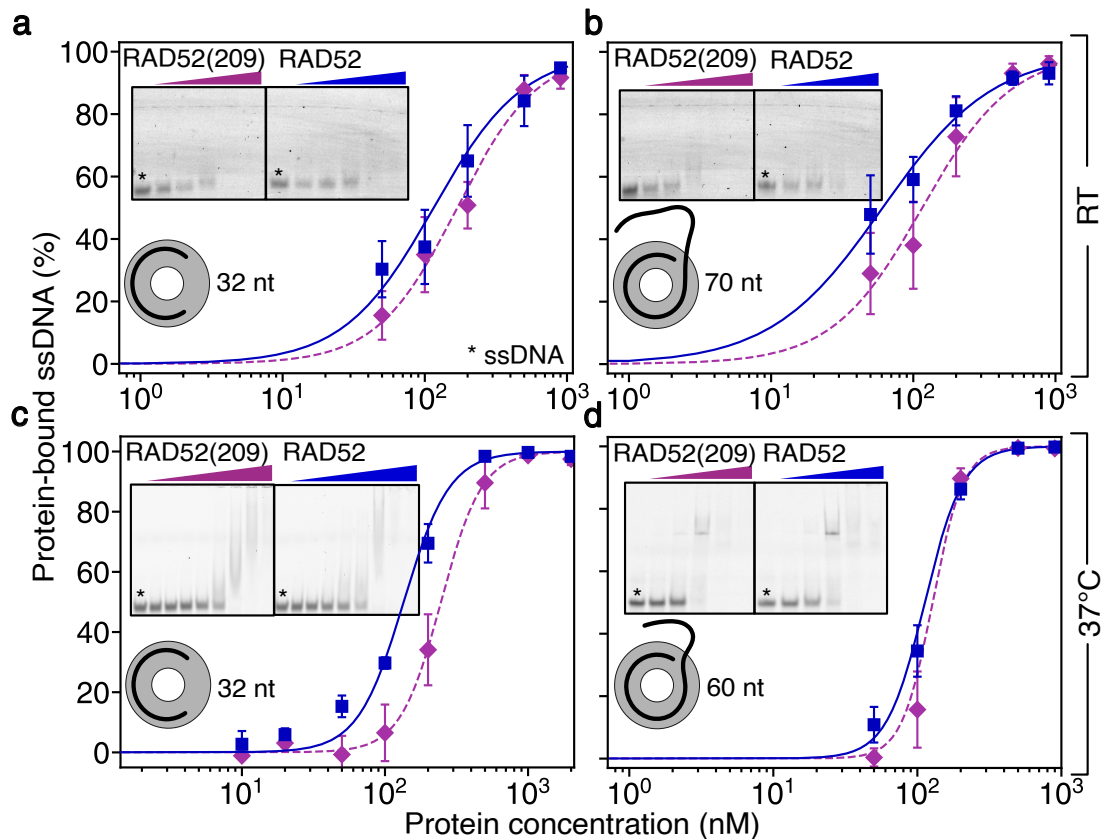 a
b
RAD52(209) RAD52
RAD52(209) RAD52
100
80
60
40
20
0
*
*
*
32 nt
70 nt
* ssDNA
RT
10⁰ 10¹ 10² 10³
10⁰ 10¹ 10² 10³
c
d
RAD52(209) RAD52
RAD52(209) RAD52
100
80
60
40
20
0
*
*
*
*
32 nt
60 nt
37°C
10¹ 10² 10³
10⁰ 10¹ 10² 10³
Protein-bound ssDNA (%)
Protein concentration (nM)